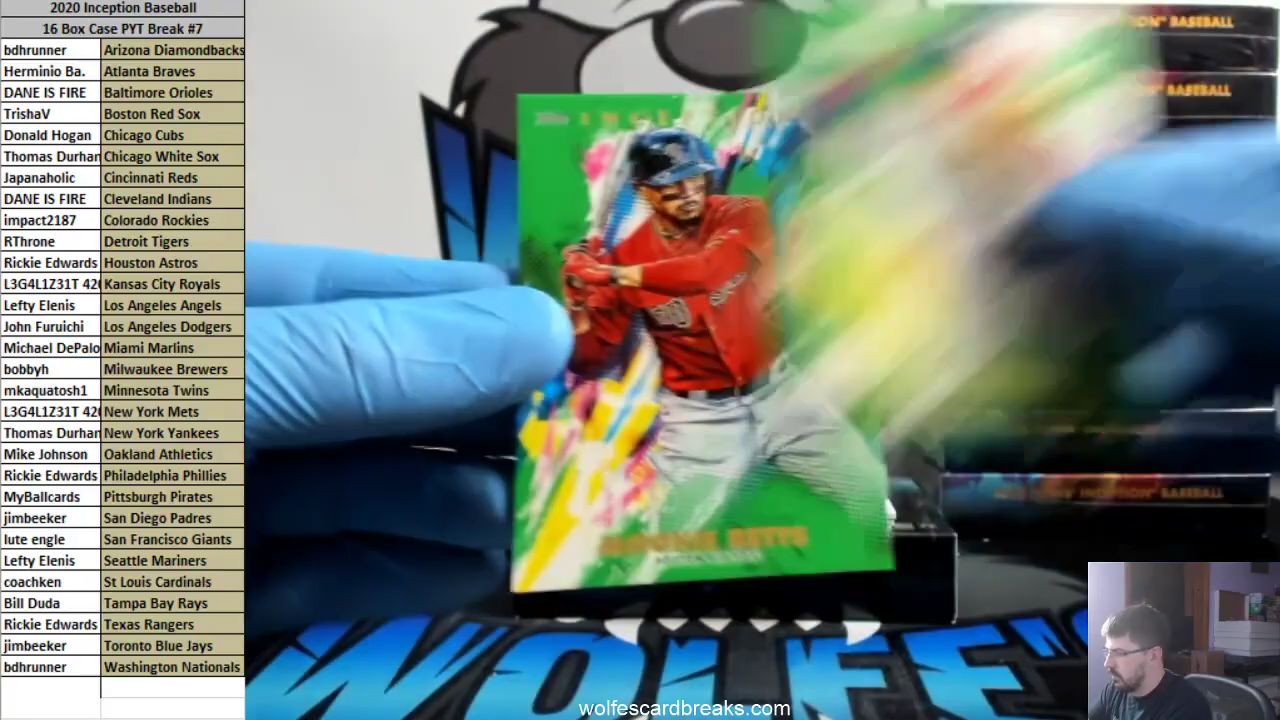 2020 Inception Baseball
16 Box Case PYT Break #7
bdhrunner Arizona Diamondbacks
Herminio Ba. Atlanta Braves
DANE IS FIRE Baltimore Orioles
TrishaV Boston Red Sox
Donald Hogan Chicago Cubs
Thomas Durhan Chicago White Sox
Japanaholic Cincinnati Reds
DANE IS FIRE Cleveland Indians
impact2187 Colorado Rockies
RThrone Detroit Tigers
Rickie Edwards Houston Astros
L3G4L1Z31T 420 Kansas City Royals
Lefty Elenis Los Angeles Angels
John Furuichi Los Angeles Dodgers
Michael DePalo Miami Marlins
bobbyh Milwaukee Brewers
mkaquatosh1 Minnesota Twins
L3G4L1Z31T 420 New York Mets
Thomas Durhan New York Yankees
Mike Johnson Oakland Athletics
Rickie Edwards Philadelphia Phillies
MyBallcards Pittsburgh Pirates
jimbeeker San Diego Padres
lute engle San Francisco Giants
Lefty Elenis Seattle Mariners
coachken St Louis Cardinals
Bill Duda Tampa Bay Rays
Rickie Edwards Texas Rangers
jimbeeker Toronto Blue Jays
bdhrunner Washington Nationals
BASEBALL
BASEBALL
INCEPTION BASEBALL
MOOKIE BETTS
WOLFE'S
wolfescardbreaks.com